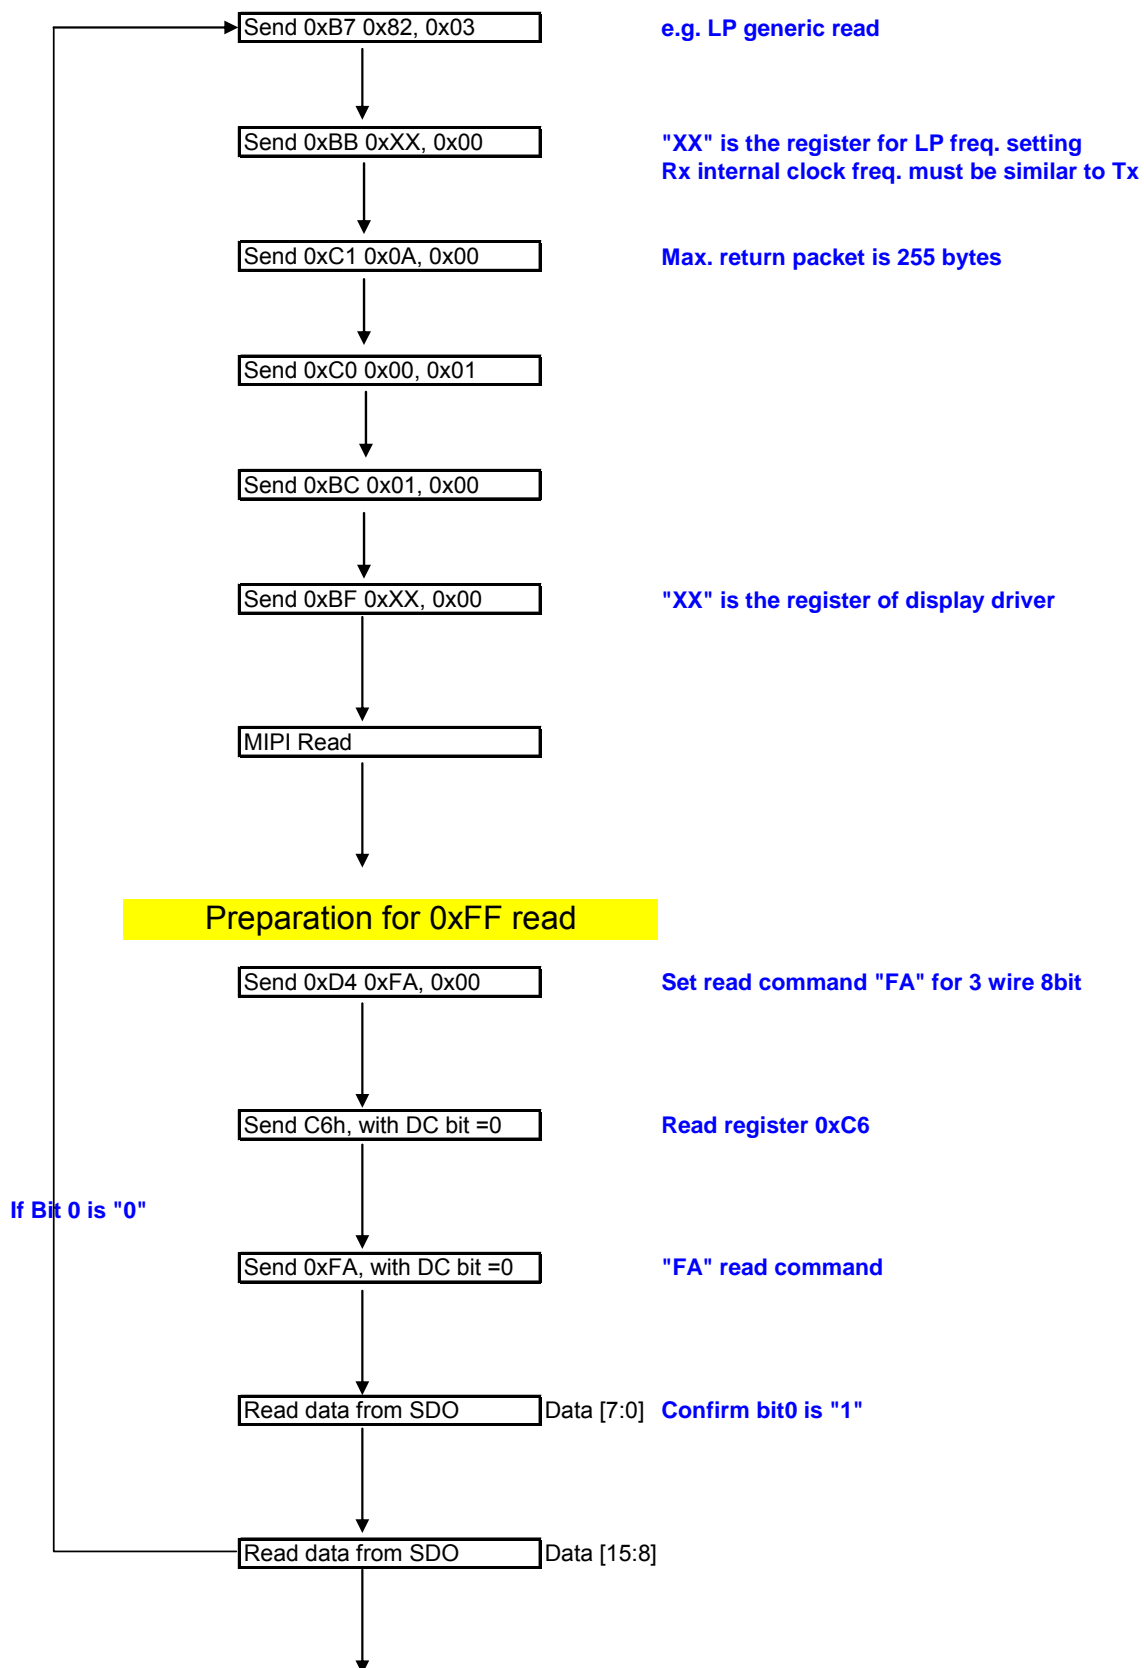 Send 0xB7 0x82, 0x03
e.g. LP generic read
Send 0xBB 0xXX, 0x00
"XX" is the register for LP freq. setting
Rx internal clock freq. must be similar to Tx
Send 0xC1 0x0A, 0x00
Max. return packet is 255 bytes
Send 0xC0 0x00, 0x01
Send 0xBC 0x01, 0x00
Send 0xBF 0xXX, 0x00
"XX" is the register of display driver
MIPI Read
Preparation for 0xFF read
Send 0xD4 0xFA, 0x00
Set read command "FA" for 3 wire 8bit
Send C6h, with DC bit =0
Read register 0xC6
If Bit 0 is "0"
Send 0xFA, with DC bit =0
"FA" read command
Read data from SDO
Data [7:0]
Confirm bit0 is "1"
Read data from SDO
Data [15:8]